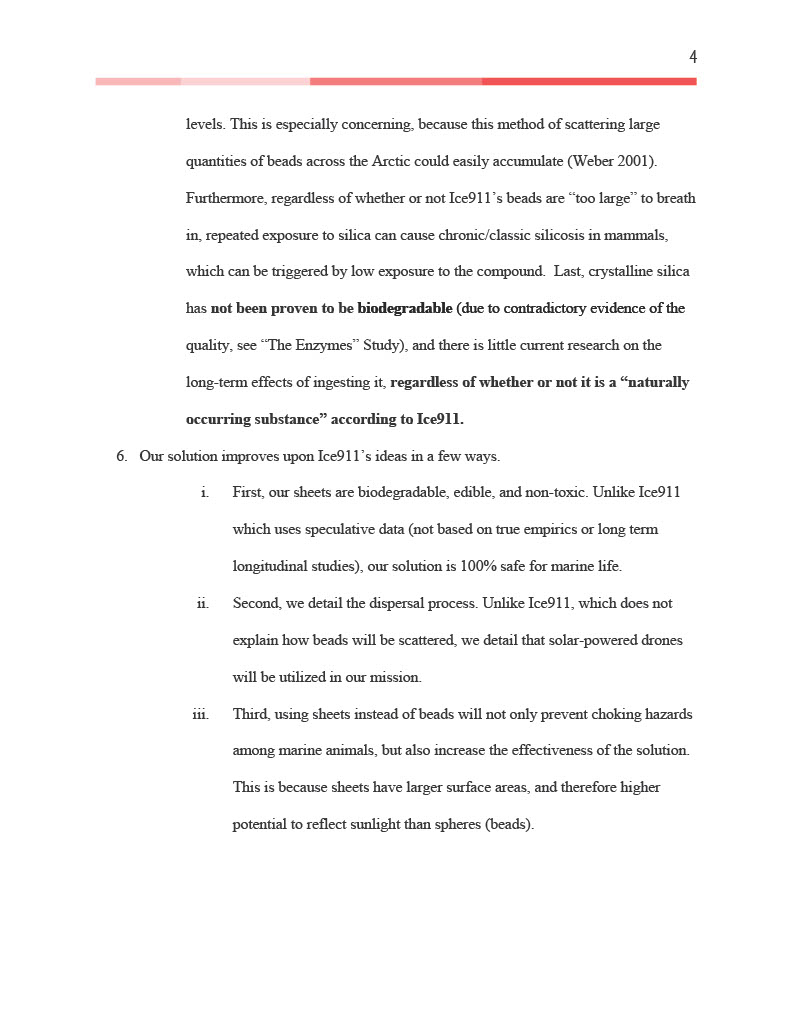 4
levels. This is especially concerning, because this method of scattering large
quantities of beads across the Arctic could easily accumulate (Weber 2001).
Furthermore, regardless of whether or not Ice911’s beads are “too large” to breath
in, repeated exposure to silica can cause chronic/classic silicosis in mammals,
which can be triggered by low exposure to the compound.  Last, crystalline silica
has not been proven to be biodegradable (due to contradictory evidence of the
quality, see “The Enzymes” Study), and there is little current research on the
long-term effects of ingesting it, regardless of whether or not it is a “naturally
occurring substance” according to Ice911.
6. Our solution improves upon Ice911’s ideas in a few ways.
i. First, our sheets are biodegradable, edible, and non-toxic. Unlike Ice911
which uses speculative data (not based on true empirics or long term
longitudinal studies), our solution is 100% safe for marine life.
ii. Second, we detail the dispersal process. Unlike Ice911, which does not
explain how beads will be scattered, we detail that solar-powered drones
will be utilized in our mission.
iii. Third, using sheets instead of beads will not only prevent choking hazards
among marine animals, but also increase the effectiveness of the solution.
This is because sheets have larger surface areas, and therefore higher
potential to reflect sunlight than spheres (beads).